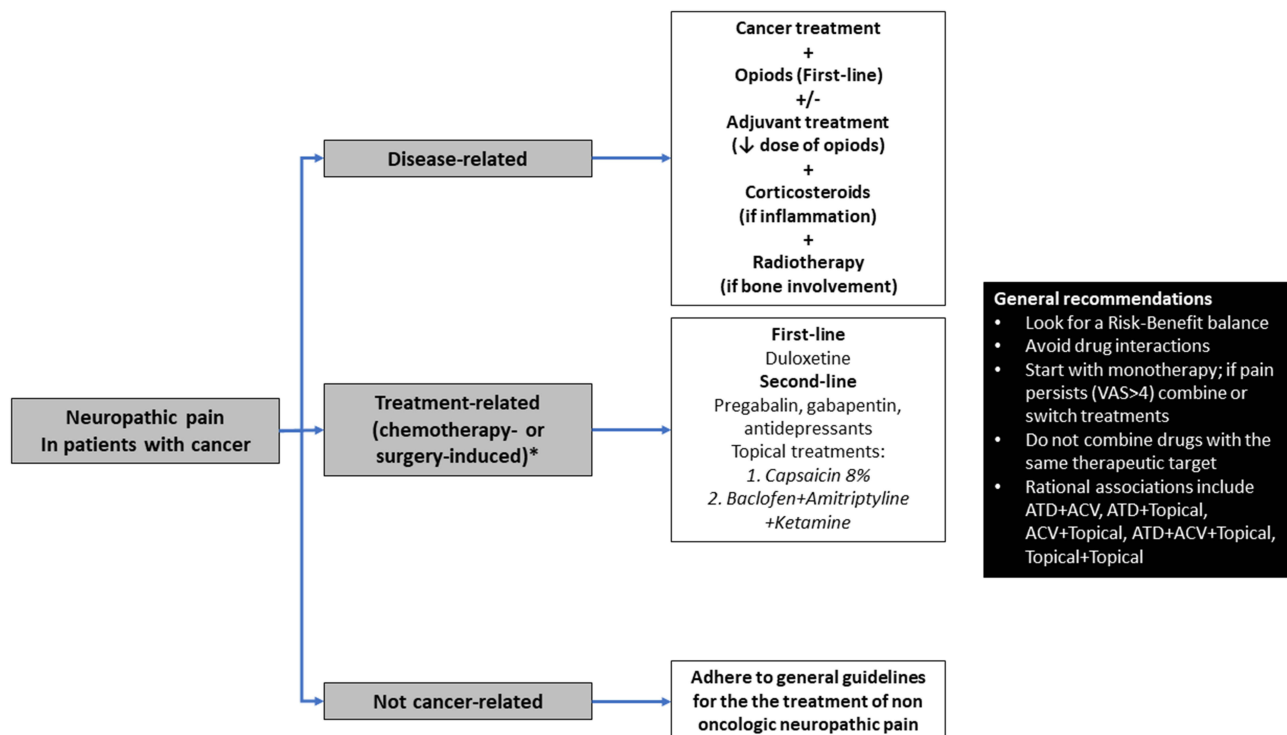 Neuropathic pain
In patients with cancer
Disease-related
Cancer treatment
+
Opiods (First-line)
+/-
Adjuvant treatment
(↓ dose of opiods)
+
Corticosteroids
(if inflammation)
+
Radiotherapy
(if bone involvement)
Treatment-related
(chemotherapy- or
surgery-induced)*
First-line
Duloxetine
Second-line
Pregabalin, gabapentin,
antidepressants
Topical treatments:
1. Capsaicin 8%
2. Baclofen+Amitriptyline
+Ketamine
Not cancer-related
Adhere to general guidelines
for the the treatment of non
oncologic neuropathic pain
General recommendations
• Look for a Risk-Benefit balance
• Avoid drug interactions
• Start with monotherapy; if pain
persists (VAS>4) combine or
switch treatments
• Do not combine drugs with the
same therapeutic target
• Rational associations include
ATD+ACV, ATD+Topical,
ACV+Topical, ATD+ACV+Topical,
Topical+Topical